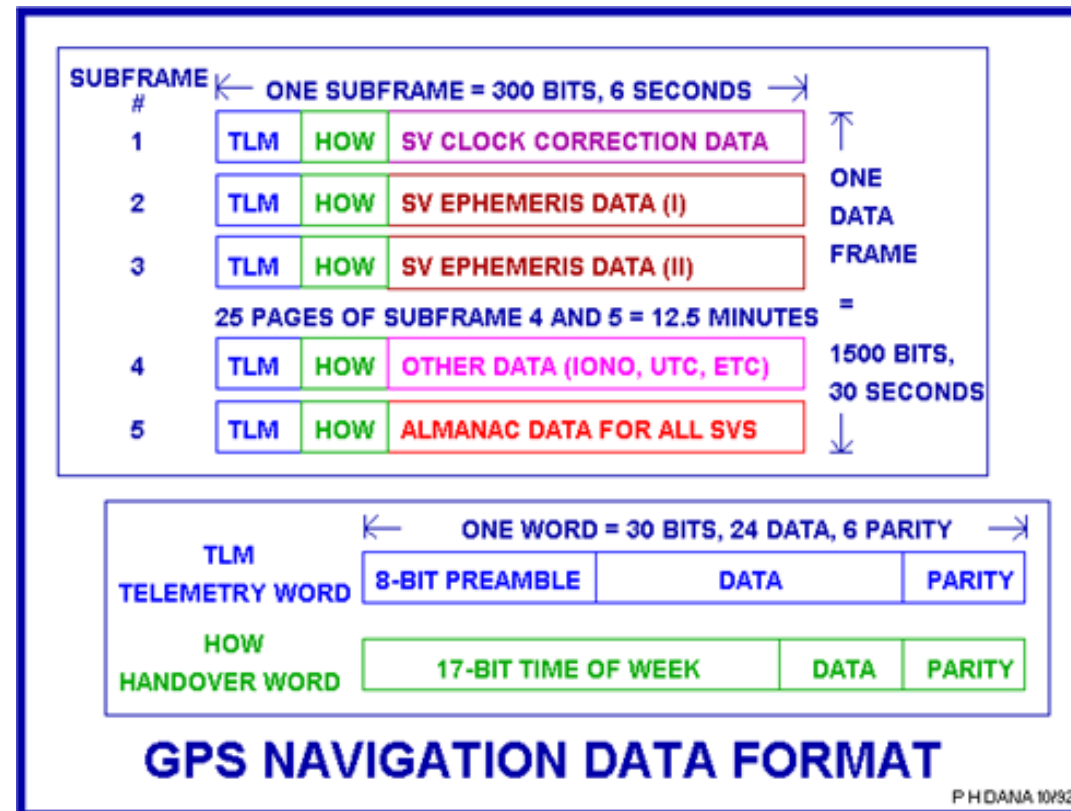 SUBFRAME #
ONE SUBFRAME = 300 BITS, 6 SECONDS
1 TLM HOW SV CLOCK CORRECTION DATA
2 TLM HOW SV EPHEMERIS DATA (I)
3 TLM HOW SV EPHEMERIS DATA (II)
25 PAGES OF SUBFRAME 4 AND 5 = 12.5 MINUTES
4 TLM HOW OTHER DATA (IONO, UTC, ETC)
5 TLM HOW ALMANAC DATA FOR ALL SVS
ONE
DATA
FRAME
=
1500 BITS,
30 SECONDS
ONE WORD = 30 BITS, 24 DATA, 6 PARITY
TLM
TELEMETRY WORD
8-BIT PREAMBLE DATA PARITY
HOW
HANDOVER WORD
17-BIT TIME OF WEEK DATA PARITY
GPS NAVIGATION DATA FORMAT
P H DANA 10/92